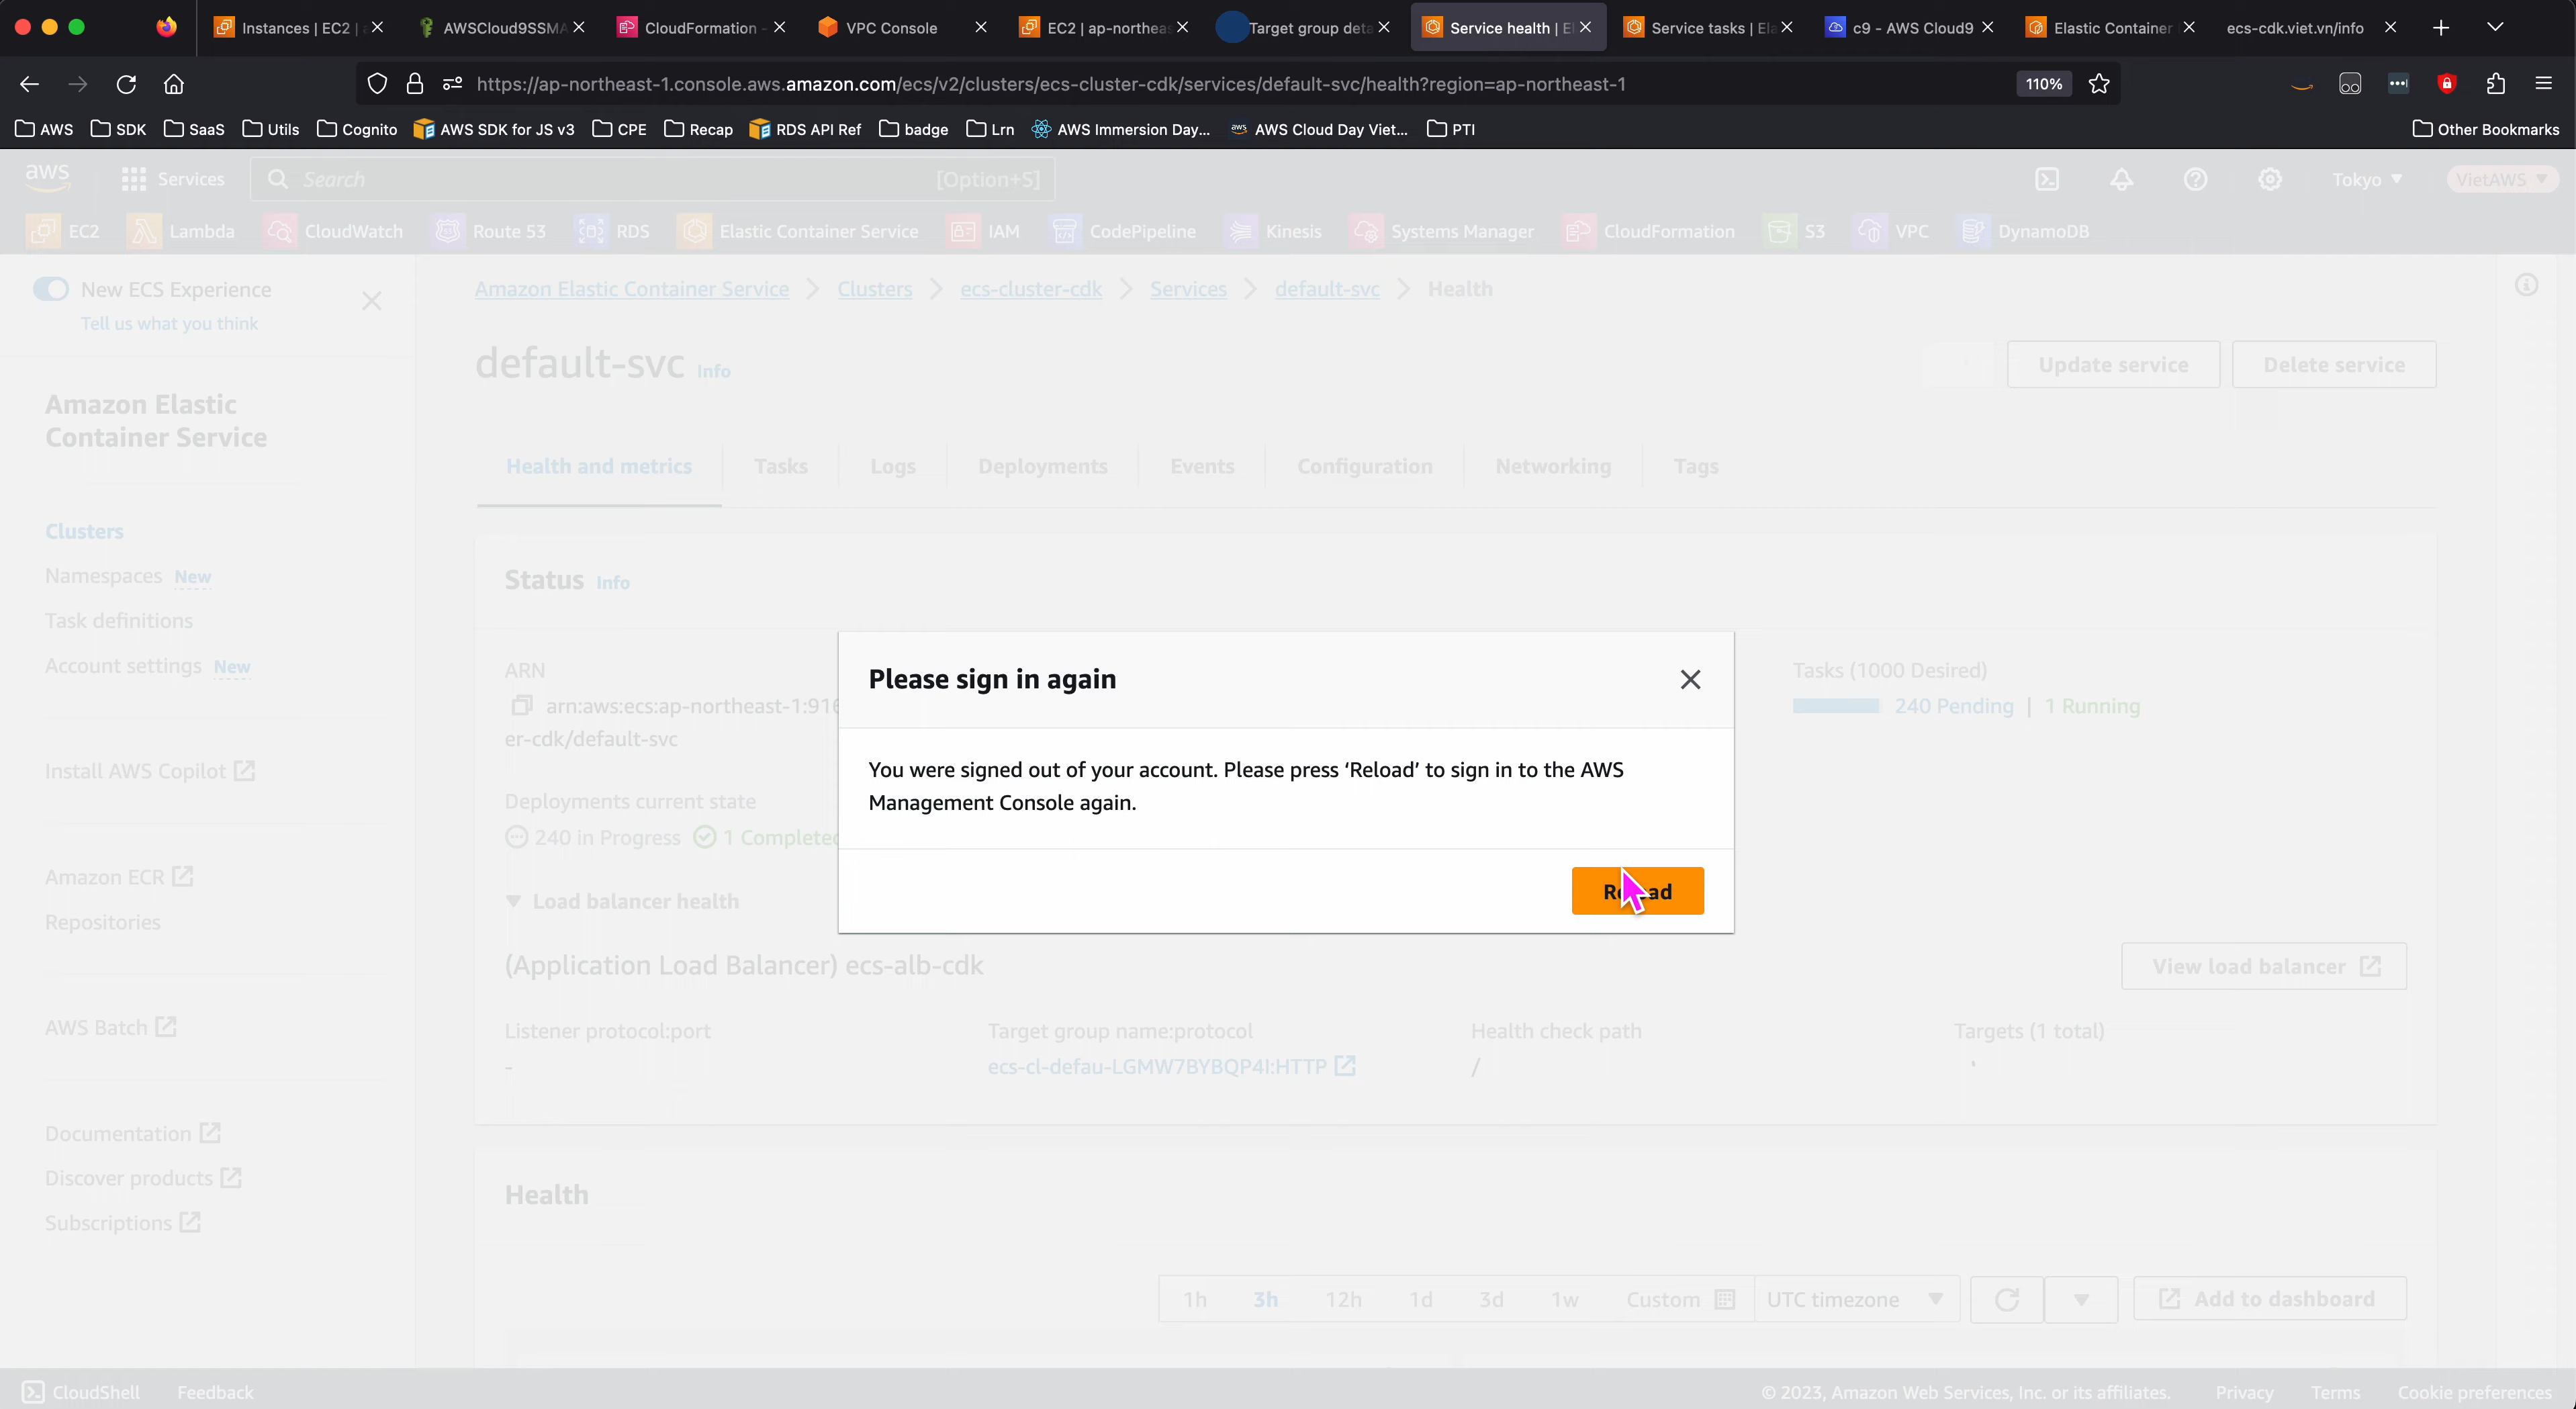 Instances | EC2 |
AWSCloud9SSMA
CloudFormation -
VPC Console
EC2 | ap-northeas
Target group deta
Service health | El
Service tasks | Ela
c9 - AWS Cloud9
Elastic Container
ecs-cdk.viet.vn/info
https://ap-northeast-1.console.aws.amazon.com/ecs/v2/clusters/ecs-cluster-cdk/services/default-svc/health?region=ap-northeast-1
110%
AWS
SDK
SaaS
Utils
Cognito
AWS SDK for JS v3
CPE
Recap
RDS API Ref
badge
Lrn
AWS Immersion Day...
AWS Cloud Day Viet...
PTI
Other Bookmarks
aws
Services
Search
[Option+S]
Tokyo
VietAWS
EC2
Lambda
CloudWatch
Route 53
RDS
Elastic Container Service
IAM
CodePipeline
Kinesis
Systems Manager
CloudFormation
S3
VPC
DynamoDB
New ECS Experience
Tell us what you think
Amazon Elastic
Container Service
Clusters
Namespaces New
Task definitions
Account settings New
Install AWS Copilot
Amazon ECR
Repositories
AWS Batch
Documentation
Discover products
Subscriptions
Amazon Elastic Container Service
Clusters
ecs-cluster-cdk
Services
default-svc
Health
default-svc Info
Update service
Delete service
Health and metrics
Tasks
Logs
Deployments
Events
Configuration
Networking
Tags
Status Info
ARN
arn:aws:ecs:ap-northeast-1:916
er-cdk/default-svc
Tasks (1000 Desired)
240 Pending | 1 Running
Deployments current state
240 in Progress 1 Completed
Please sign in again
You were signed out of your account. Please press ‘Reload’ to sign in to the AWS
Management Console again.
Reload
Load balancer health
(Application Load Balancer) ecs-alb-cdk
View load balancer
Listener protocol:port
-
Target group name:protocol
ecs-cl-defau-LGMW7BYBQP4I:HTTP
Health check path
/
Targets (1 total)
Health
1h
3h
12h
1d
3d
1w
Custom
UTC timezone
Add to dashboard
CloudShell
Feedback
© 2023, Amazon Web Services, Inc. or its affiliates.
Privacy
Terms
Cookie preferences